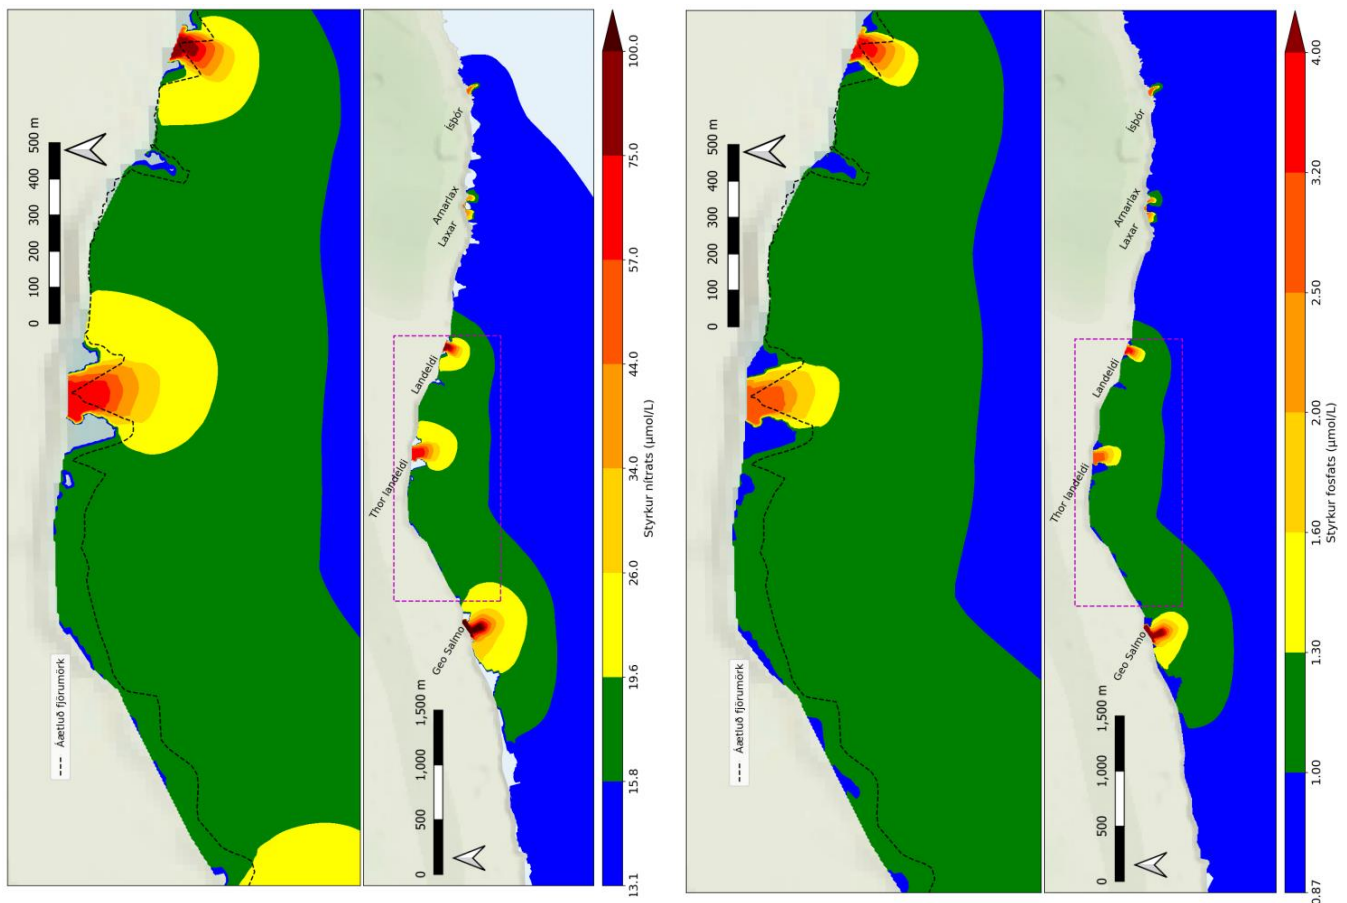 0 100 200 300 400 500 m
--- Áætluð fjörumörk
Ísþór
Arnarlax
Laxar
Landeldi
Thor landeldi
Geo Salmo
0 500 1,000 1,500 m
13.1 15.8 19.6 26.0 34.0 44.0 57.0 75.0 100.0
Styrkur nítrats (µmol/L)
0 100 200 300 400 500 m
--- Áætluð fjörumörk
Ísþór
Arnarlax
Laxar
Landeldi
Thor landeldi
Geo Salmo
0 500 1,000 1,500 m
0.87 1.00 1.30 1.60 2.00 2.50 3.20 4.00
Styrkur fosfats (µmol/L)